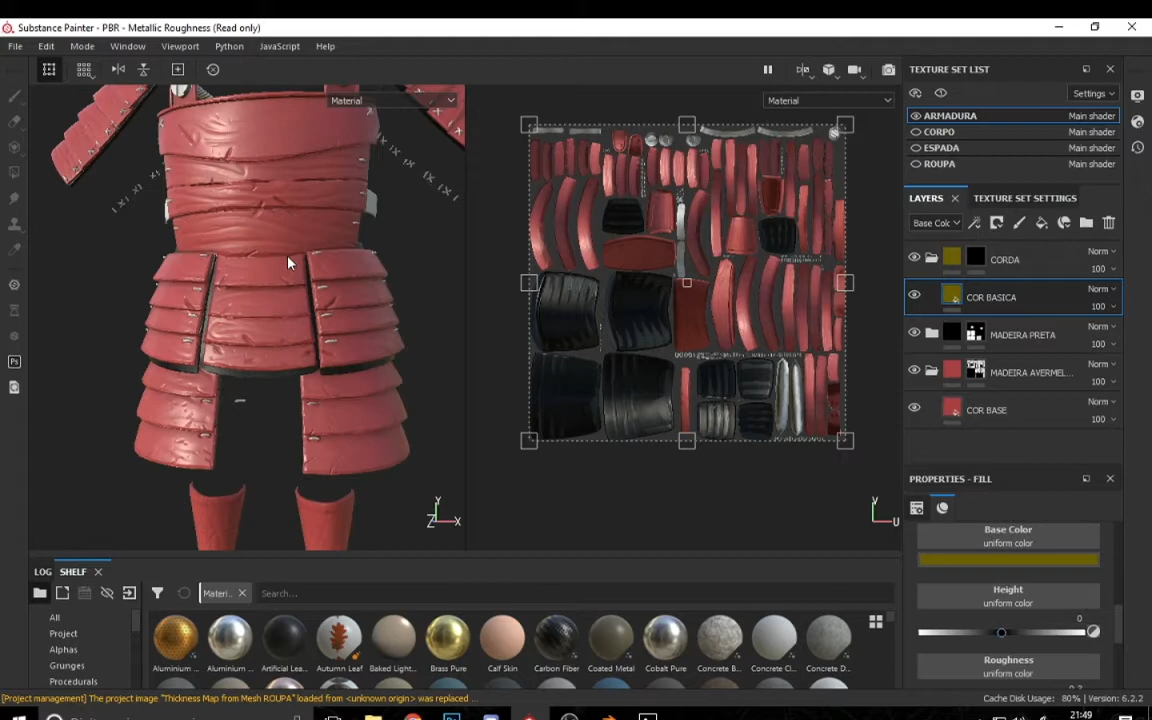 Substance Painter - PBR - Metallic Roughness (Read only)
File Edit Mode Window Viewport Python JavaScript Help
Material
Material
TEXTURE SET LIST
Settings
ARMADURA Main shader
CORPO Main shader
ESPADA Main shader
ROUPA Main shader
LAYERS TEXTURE SET SETTINGS
Base Col
CORDA Norm 100
COR BASICA Norm 100
MADEIRA PRETA Norm 100
MADEIRA AVERMEL... Norm 100
COR BASE Norm 100
PROPERTIES - FILL
Base Color
uniform color
Height
uniform color
0
Roughness
uniform color
Y
Z X
V
U
LOG SHELF
Materi...
Search...
All
Project
Alphas
Grunges
Procedurals
Aluminium ... Aluminium ... Artificial Lea... Autumn Leaf Baked Light... Brass Pure Calf Skin Carbon Fiber Coated Metal Cobalt Pure Concrete B... Concrete Cl... Concrete D...
[Project management] The project image "Thickness Map from Mesh ROUPA" loaded from <unknown origin> was replaced ...
Cache Disk Usage: 80% | Version: 6.2.2
21:49